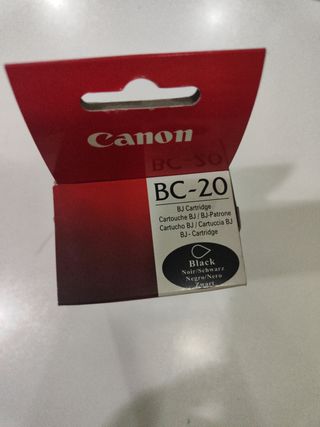 Canon
BC-20
BC-20
BJ Cartridge
Cartouche BJ / BJ-Patrone
Cartucho BJ / Cartuccia BJ
BJ - Cartridge
Black
Noir/Schwarz
Negro/Nero
Zwart